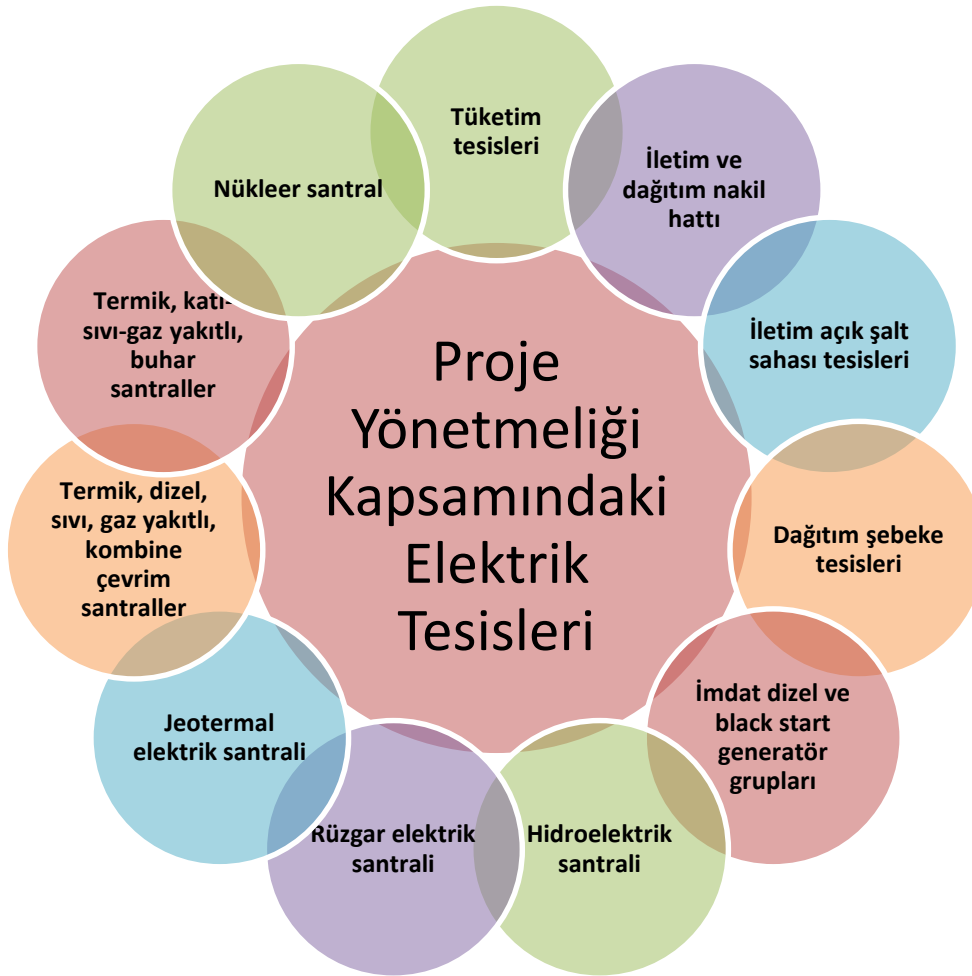 Proje
Yönetmeliği
Kapsamındaki
Elektrik
Tesisleri
Tüketim
tesisleri
İletim ve
dağıtım nakil
hattı
İletim açık şalt
sahası tesisleri
Dağıtım şebeke
tesisleri
İmdat dizel ve
black start
generatör
grupları
Hidroelektrik
santrali
Rüzgar elektrik
santrali
Jeotermal
elektrik santrali
Termik, dizel,
sıvı, gaz yakıtlı,
kombine
çevrim
santraller
Termik, katı-
sıvı-gaz yakıtlı,
buhar
santraller
Nükleer santral